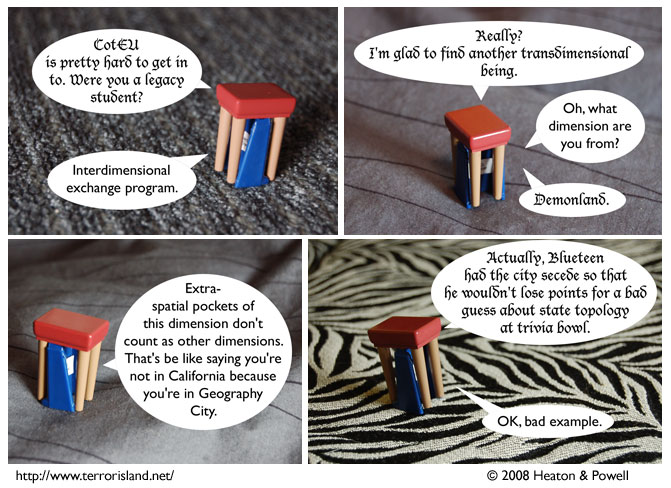 CotEU
is pretty hard to get in
to. Were you a legacy
student?
Interdimensional
exchange program.
Really?
I'm glad to find another transdimensional
being.
Oh, what
dimension are
you from?
Demonland.
Extra-
spatial pockets of
this dimension don't
count as other dimensions.
That's be like saying you're
not in California because
you're in Geography
City.
Actually, Blueteen
had the city secede so that
he wouldn't lose points for a bad
guess about state topology
at trivia bowl.
OK, bad example.
http://www.terrorisland.net/
© 2008 Heaton & Powell